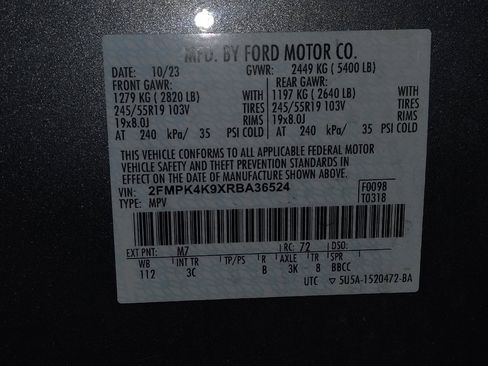 MFD. BY FORD MOTOR CO.
DATE: 10/23 GVWR: 2449 KG (5400 LB)
FRONT GAWR: REAR GAWR:
1279 KG (2820 LB) WITH 1197 KG (2640 LB) WITH
245/55R19 103V TIRES 245/55R19 103V TIRES
19x8.0J RIMS 19x8.0J RIMS
AT 240 kPa/ 35 PSI COLD AT 240 kPa/ 35 PSI COLD
THIS VEHICLE CONFORMS TO ALL APPLICABLE FEDERAL MOTOR
VEHICLE SAFETY AND THEFT PREVENTION STANDARDS IN
EFFECT ON THE DATE OF MANUFACTURE SHOWN ABOVE.
VIN: 2FMPK4K9XRBA36524 F0098
TYPE: MPV T0318
EXT PNT: M7 RC: 72 DSO:
WB INT TR TP/PS R AXLE TR SPR
112 3C B 3K 8 BBCC
UTC ▽ 5U5A-1520472-BA